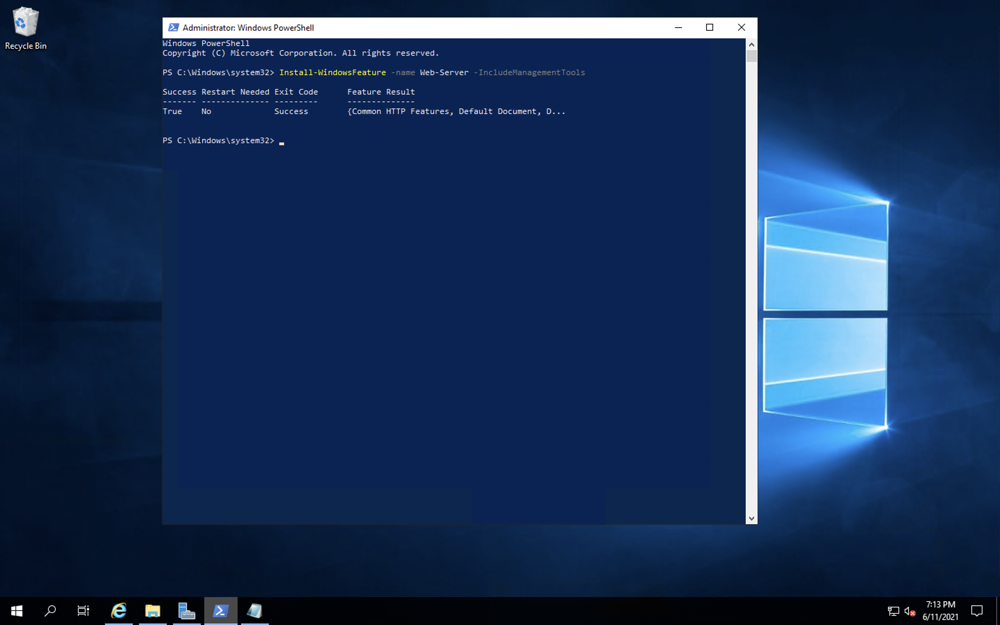 Recycle Bin
Administrator: Windows PowerShell
Windows PowerShell
Copyright (C) Microsoft Corporation. All rights reserved.
PS C:\Windows\system32> Install-WindowsFeature -name Web-Server -IncludeManagementTools
Success Restart Needed Exit Code      Feature Result
------- -------------- ---------      --------------
True    No             Success        {Common HTTP Features, Default Document, D...
PS C:\Windows\system32>
7:13 PM
6/11/2021